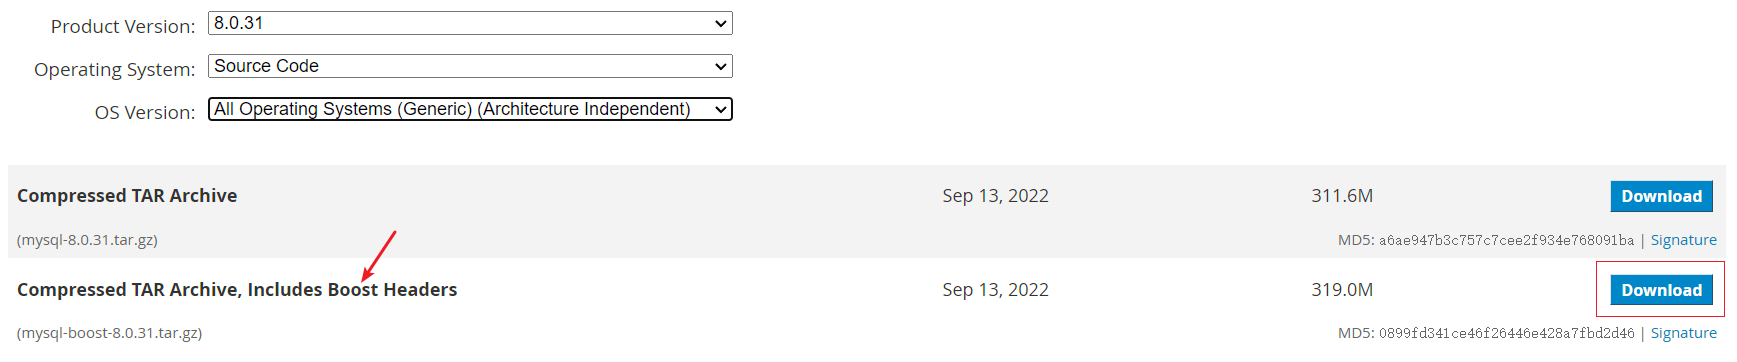 Product Version: 8.0.31
Operating System: Source Code
OS Version: All Operating Systems (Generic) (Architecture Independent)
Compressed TAR Archive Sep 13, 2022 311.6M Download
(mysql-8.0.31.tar.gz) MD5: a6ae947b3c757c7cee2f934e768091ba | Signature
Compressed TAR Archive, Includes Boost Headers Sep 13, 2022 319.0M Download
(mysql-boost-8.0.31.tar.gz) MD5: 0899fd341ce46f26446e428a7fbd2d46 | Signature